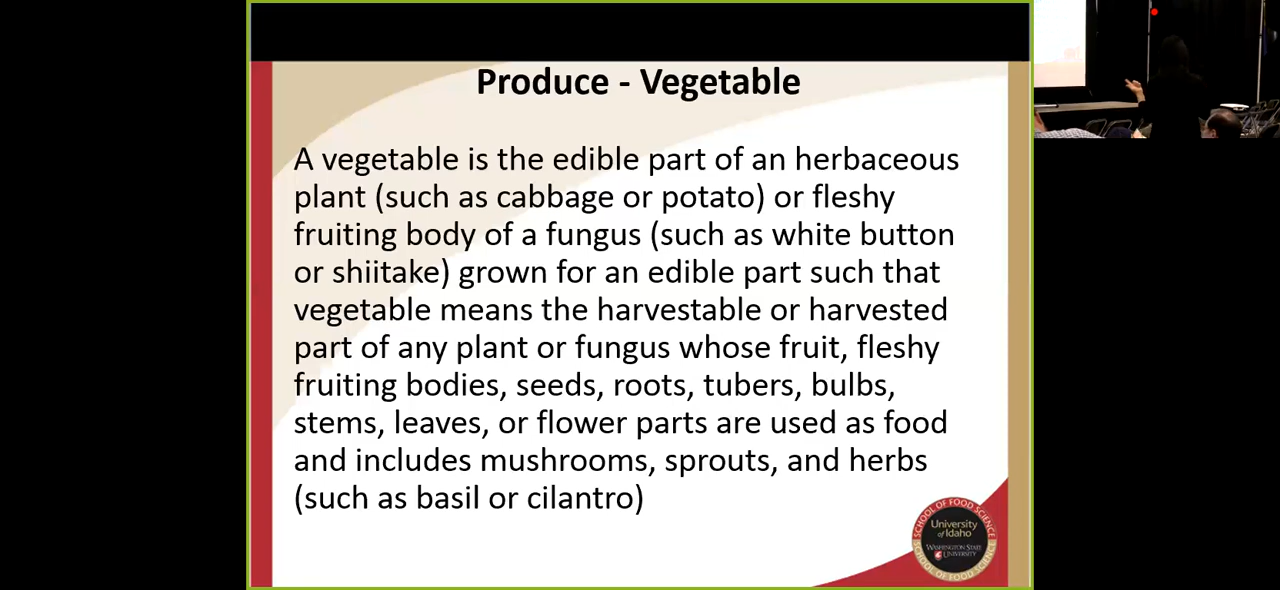 Produce - Vegetable
A vegetable is the edible part of an herbaceous
plant (such as cabbage or potato) or fleshy
fruiting body of a fungus (such as white button
or shiitake) grown for an edible part such that
vegetable means the harvestable or harvested
part of any plant or fungus whose fruit, fleshy
fruiting bodies, seeds, roots, tubers, bulbs,
stems, leaves, or flower parts are used as food
and includes mushrooms, sprouts, and herbs
(such as basil or cilantro)
SCHOOL OF FOOD SCIENCE
University
of Idaho
WASHINGTON STATE
UNIVERSITY
SCHOOL OF FOOD SCIENCE